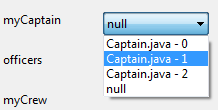 myCaptain null
Captain.java - 0
officers Captain.java - 1
Captain.java - 2
null
myCrew